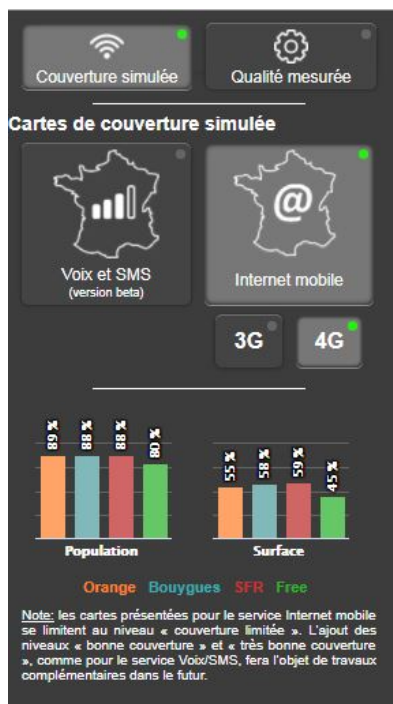 Couverture simulée Qualité mesurée
Cartes de couverture simulée
@
Voix et SMS
(version beta)
Internet mobile
3G 4G
89 % 88 % 88 % 80 %
55 % 58 % 59 % 45 %
Population Surface
Orange Bouygues SFR Free
Note: les cartes présentées pour le service Internet mobile
se limitent au niveau « couverture limitée ». L'ajout des
niveaux « bonne couverture » et « très bonne couverture
», comme pour le service Voix/SMS, fera l'objet de travaux
complémentaires dans le futur.